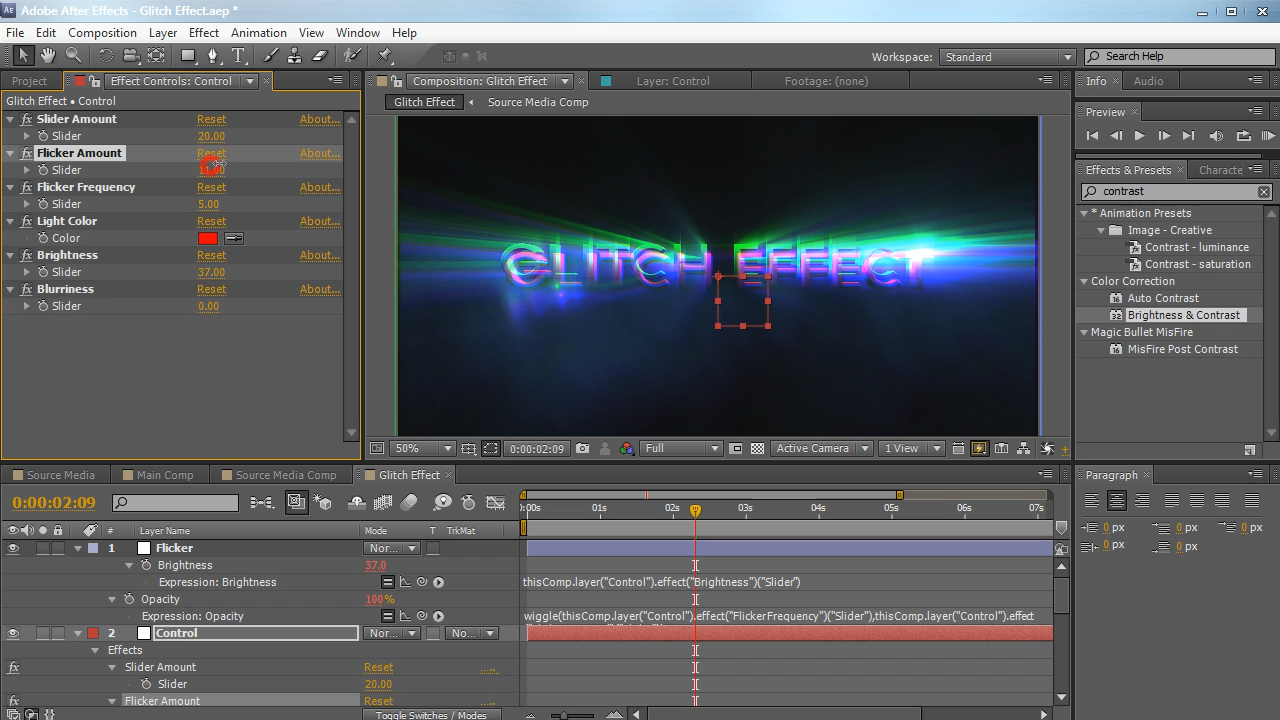 Adobe After Effects - Glitch Effect.aep *
File Edit Composition Layer Effect Animation View Window Help
Workspace: Standard Search Help
Project Effect Controls: Control
Glitch Effect • Control
Slider Amount Reset About...
Slider 20.00
Flicker Amount Reset About...
Slider
Flicker Frequency Reset About...
Slider 5.00
Light Color Reset About...
Color
Brightness Reset About...
Slider 37.00
Blurriness Reset About...
Slider 0.00
Composition: Glitch Effect Layer: Control Footage: (none)
Glitch Effect Source Media Comp
GLITCH EFFECT
50% 0:00:02:09 Full Active Camera 1 View
Info Audio
Preview
Effects & Presets Characte
contrast
* Animation Presets
Image - Creative
Contrast - luminance
Contrast - saturation
Color Correction
Auto Contrast
Brightness & Contrast
Magic Bullet MisFire
MisFire Post Contrast
Source Media Main Comp Source Media Comp Glitch Effect
0:00:02:09
:00s 01s 02s 03s 04s 05s 06s 07s
# Layer Name Mode T TrkMat
1 Flicker Nor...
Brightness 37.0
Expression: Brightness thisComp.layer("Control").effect("Brightness")("Slider")
Opacity 100%
Expression: Opacity wiggle(thisComp.layer("Control").effect("FlickerFrequency")("Slider"),thisComp.layer("Control").effect
2 Control Nor... No...
Effects
Slider Amount Reset .....
Slider 20.00
Flicker Amount Reset .....
Toggle Switches / Modes
Paragraph
0 px 0 px 0 px
0 px 0 px